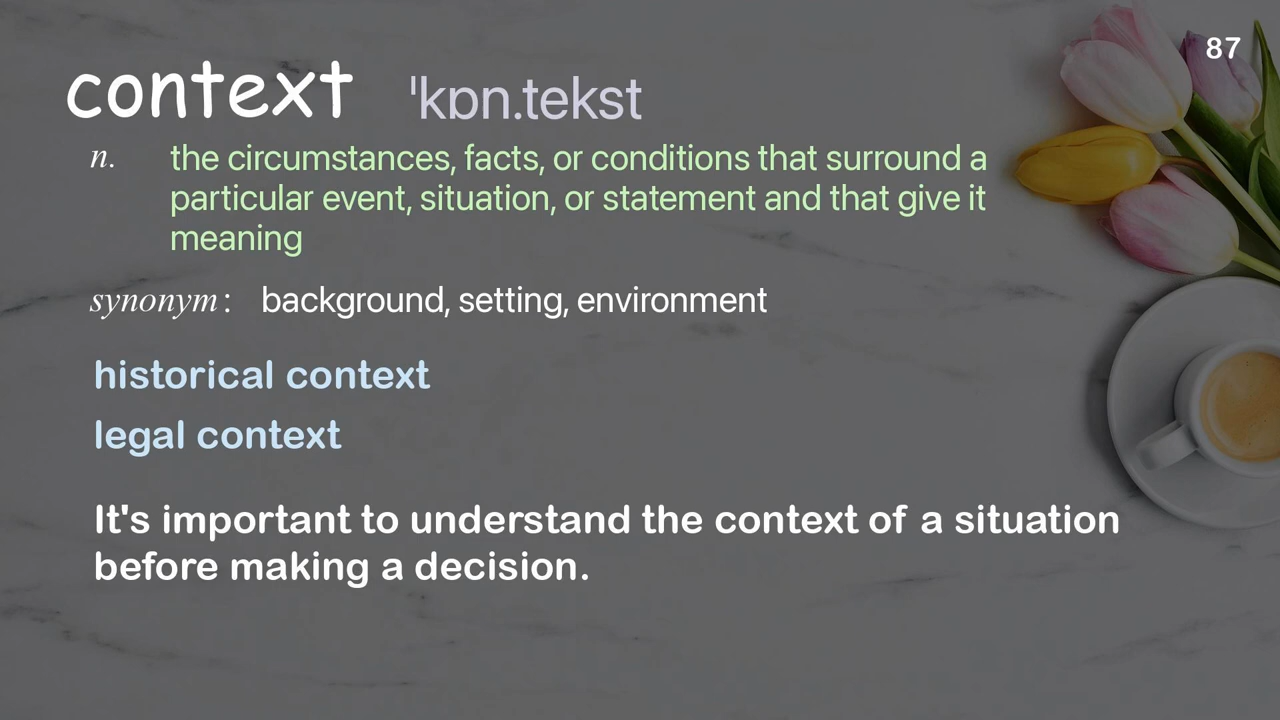 87
context ˈkɒn.tekst
n. the circumstances, facts, or conditions that surround a
particular event, situation, or statement and that give it
meaning
synonym: background, setting, environment
historical context
legal context
It's important to understand the context of a situation
before making a decision.